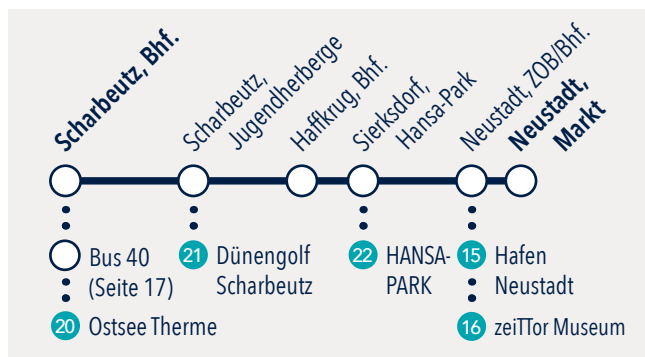 Scharbeutz, Bhf.
Scharbeutz,
Jugendherberge
Haffkrug, Bhf.
Sierksdorf,
Hansa-Park
Neustadt, ZOB/Bhf.
Neustadt,
Markt
Bus 40
(Seite 17)
20 Ostsee Therme
21 Dünengolf
Scharbeutz
22 HANSA-
PARK
15 Hafen
Neustadt
16 zeiTTor Museum